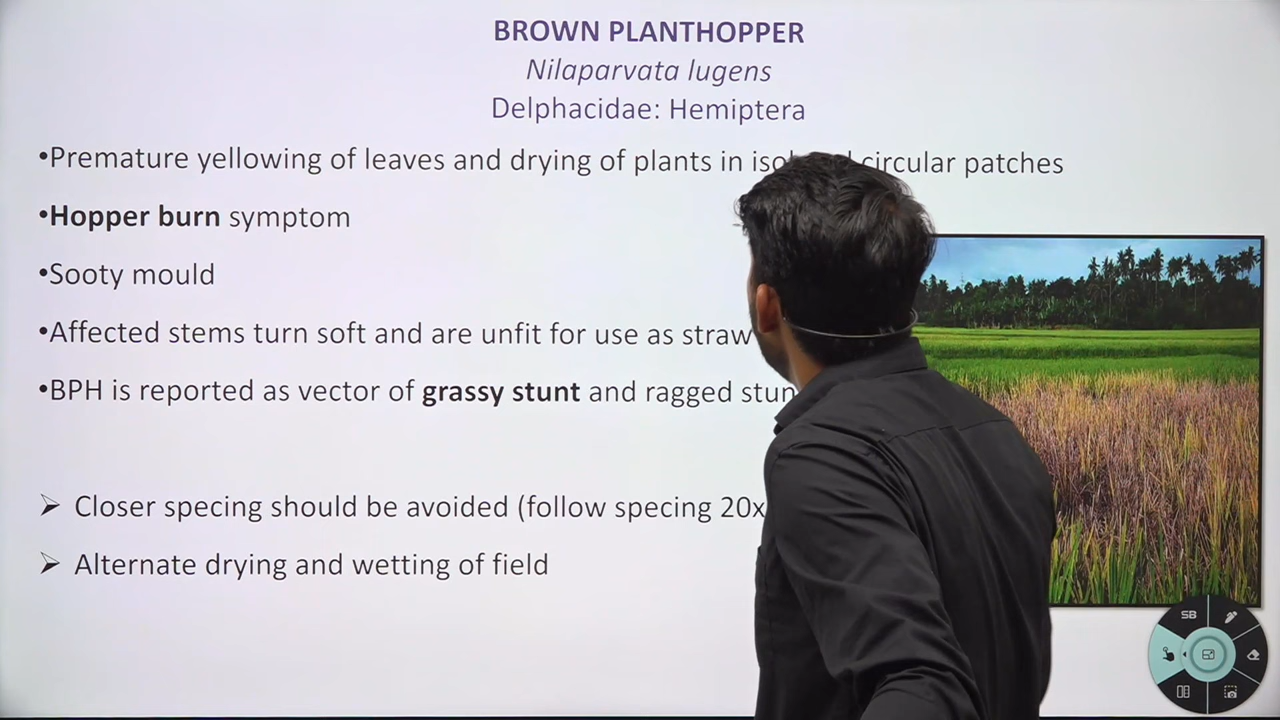 BROWN PLANTHOPPER
Nilaparvata lugens
Delphacidae: Hemiptera
•Premature yellowing of leaves and drying of plants in circular patches
•Hopper burn symptom
•Sooty mould
•Affected stems turn soft and are unfit for use as straw
•BPH is reported as vector of grassy stunt and ragged
➢ Closer specing should be avoided (follow specing 20x
➢ Alternate drying and wetting of field
SB